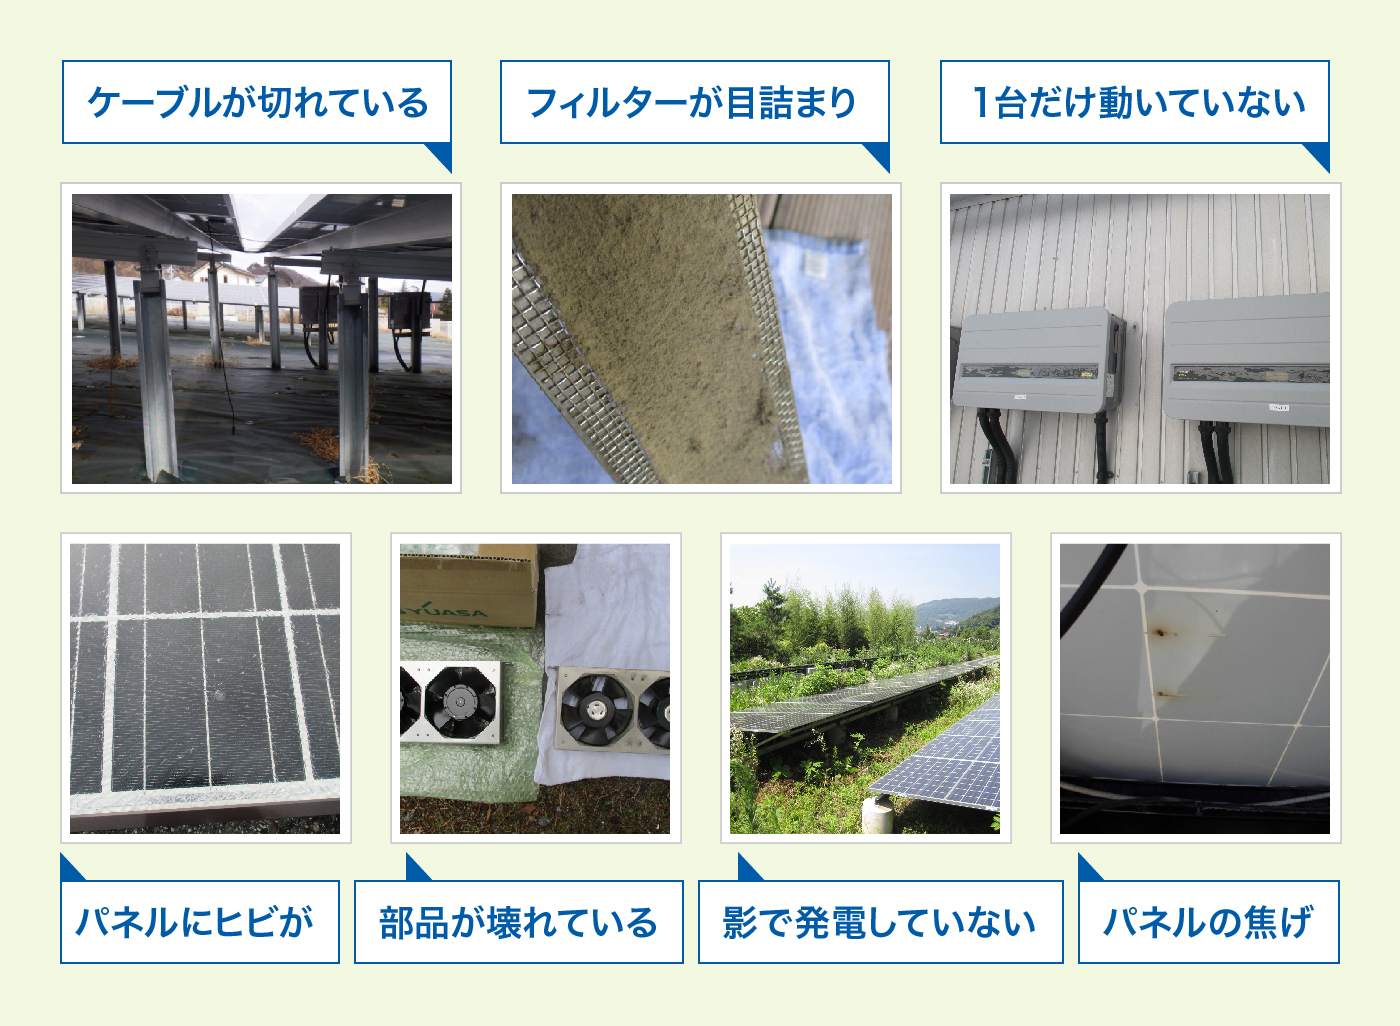 ケーブルが切れている
フィルターが目詰まり
1台だけ動いていない
YUASA
パネルにヒビが
部品が壊れている
影で発電していない
パネルの焦げ